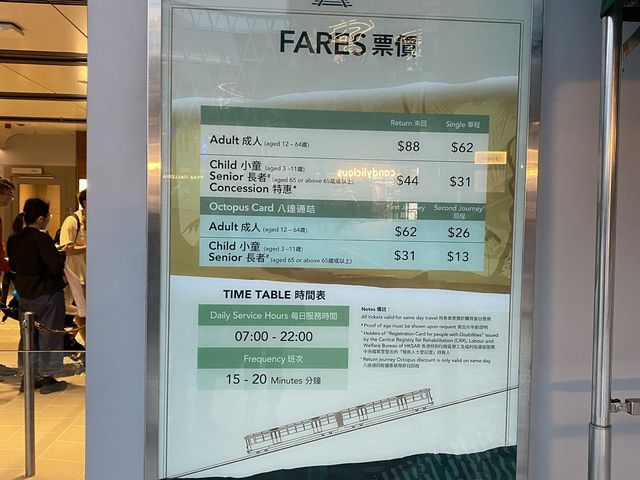 FARES 票價
Return 來回 Single 單程
Adult 成人 (aged 12 – 64歲) $88 $62
Child 小童 (aged 3 –11歲)
Senior 長者# (aged 65 or above 65歲或以上) $44 $31
Concession 特惠*
Octopus Card 八達通咭 First Journey Second Journey
回程
Adult 成人 (aged 12 – 64歲) $62 $26
Child 小童 (aged 3 –11歲) $31 $13
Senior 長者# (aged 65 or above 65歲或以上)
TIME TABLE 時間表
Daily Service Hours 每日服務時間
07:00 - 22:00
Frequency 班次
15 - 20 Minutes 分鐘
Notes 備註:
All tickets valid for same day travel
# Proof of age must be shown upon request
* Holders of "Registration Card for people with Disabilities" issued
by the Central Registry for Rehabilitation (CRR), Labour and
Welfare Bureau of HKSAR
Return journey Octopus discount is only valid on same day